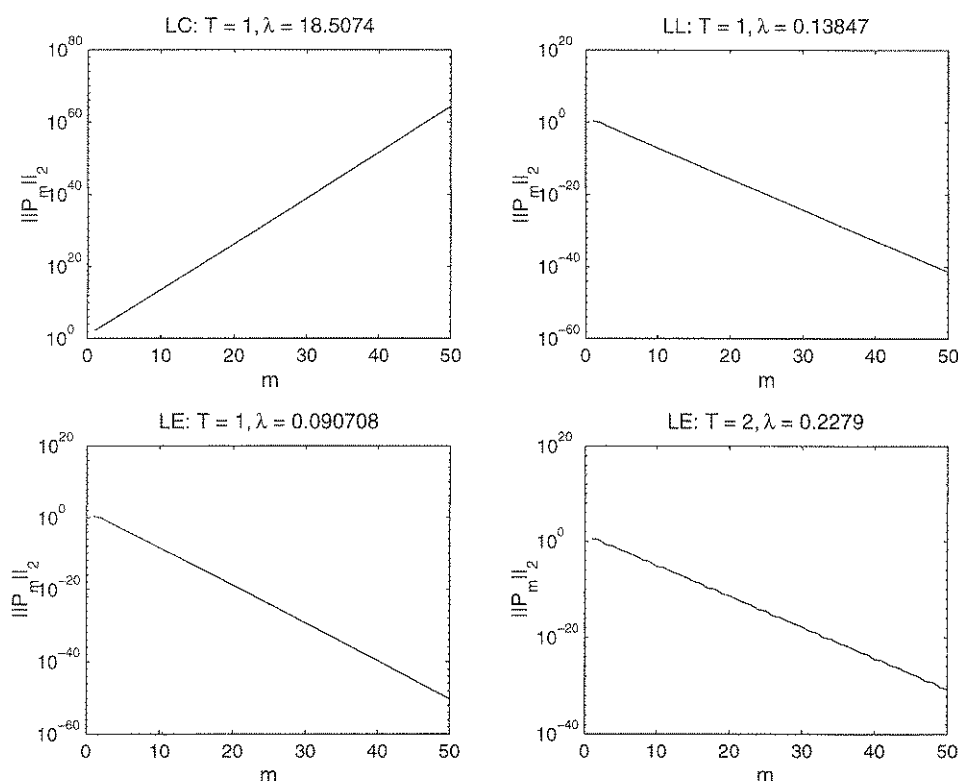 LC: T = 1, λ = 18.5074
10^80
10^60
10^40
10^20
10^0
||P_m||_2
0 10 20 30 40 50
m
LL: T = 1, λ = 0.13847
10^20
10^0
10^−20
10^−40
10^−60
||P_m||_2
0 10 20 30 40 50
m
LE: T = 1, λ = 0.090708
10^20
10^0
10^−20
10^−40
10^−60
||P_m||_2
0 10 20 30 40 50
m
LE: T = 2, λ = 0.2279
10^20
10^0
10^−20
10^−40
||P_m||_2
0 10 20 30 40 50
m